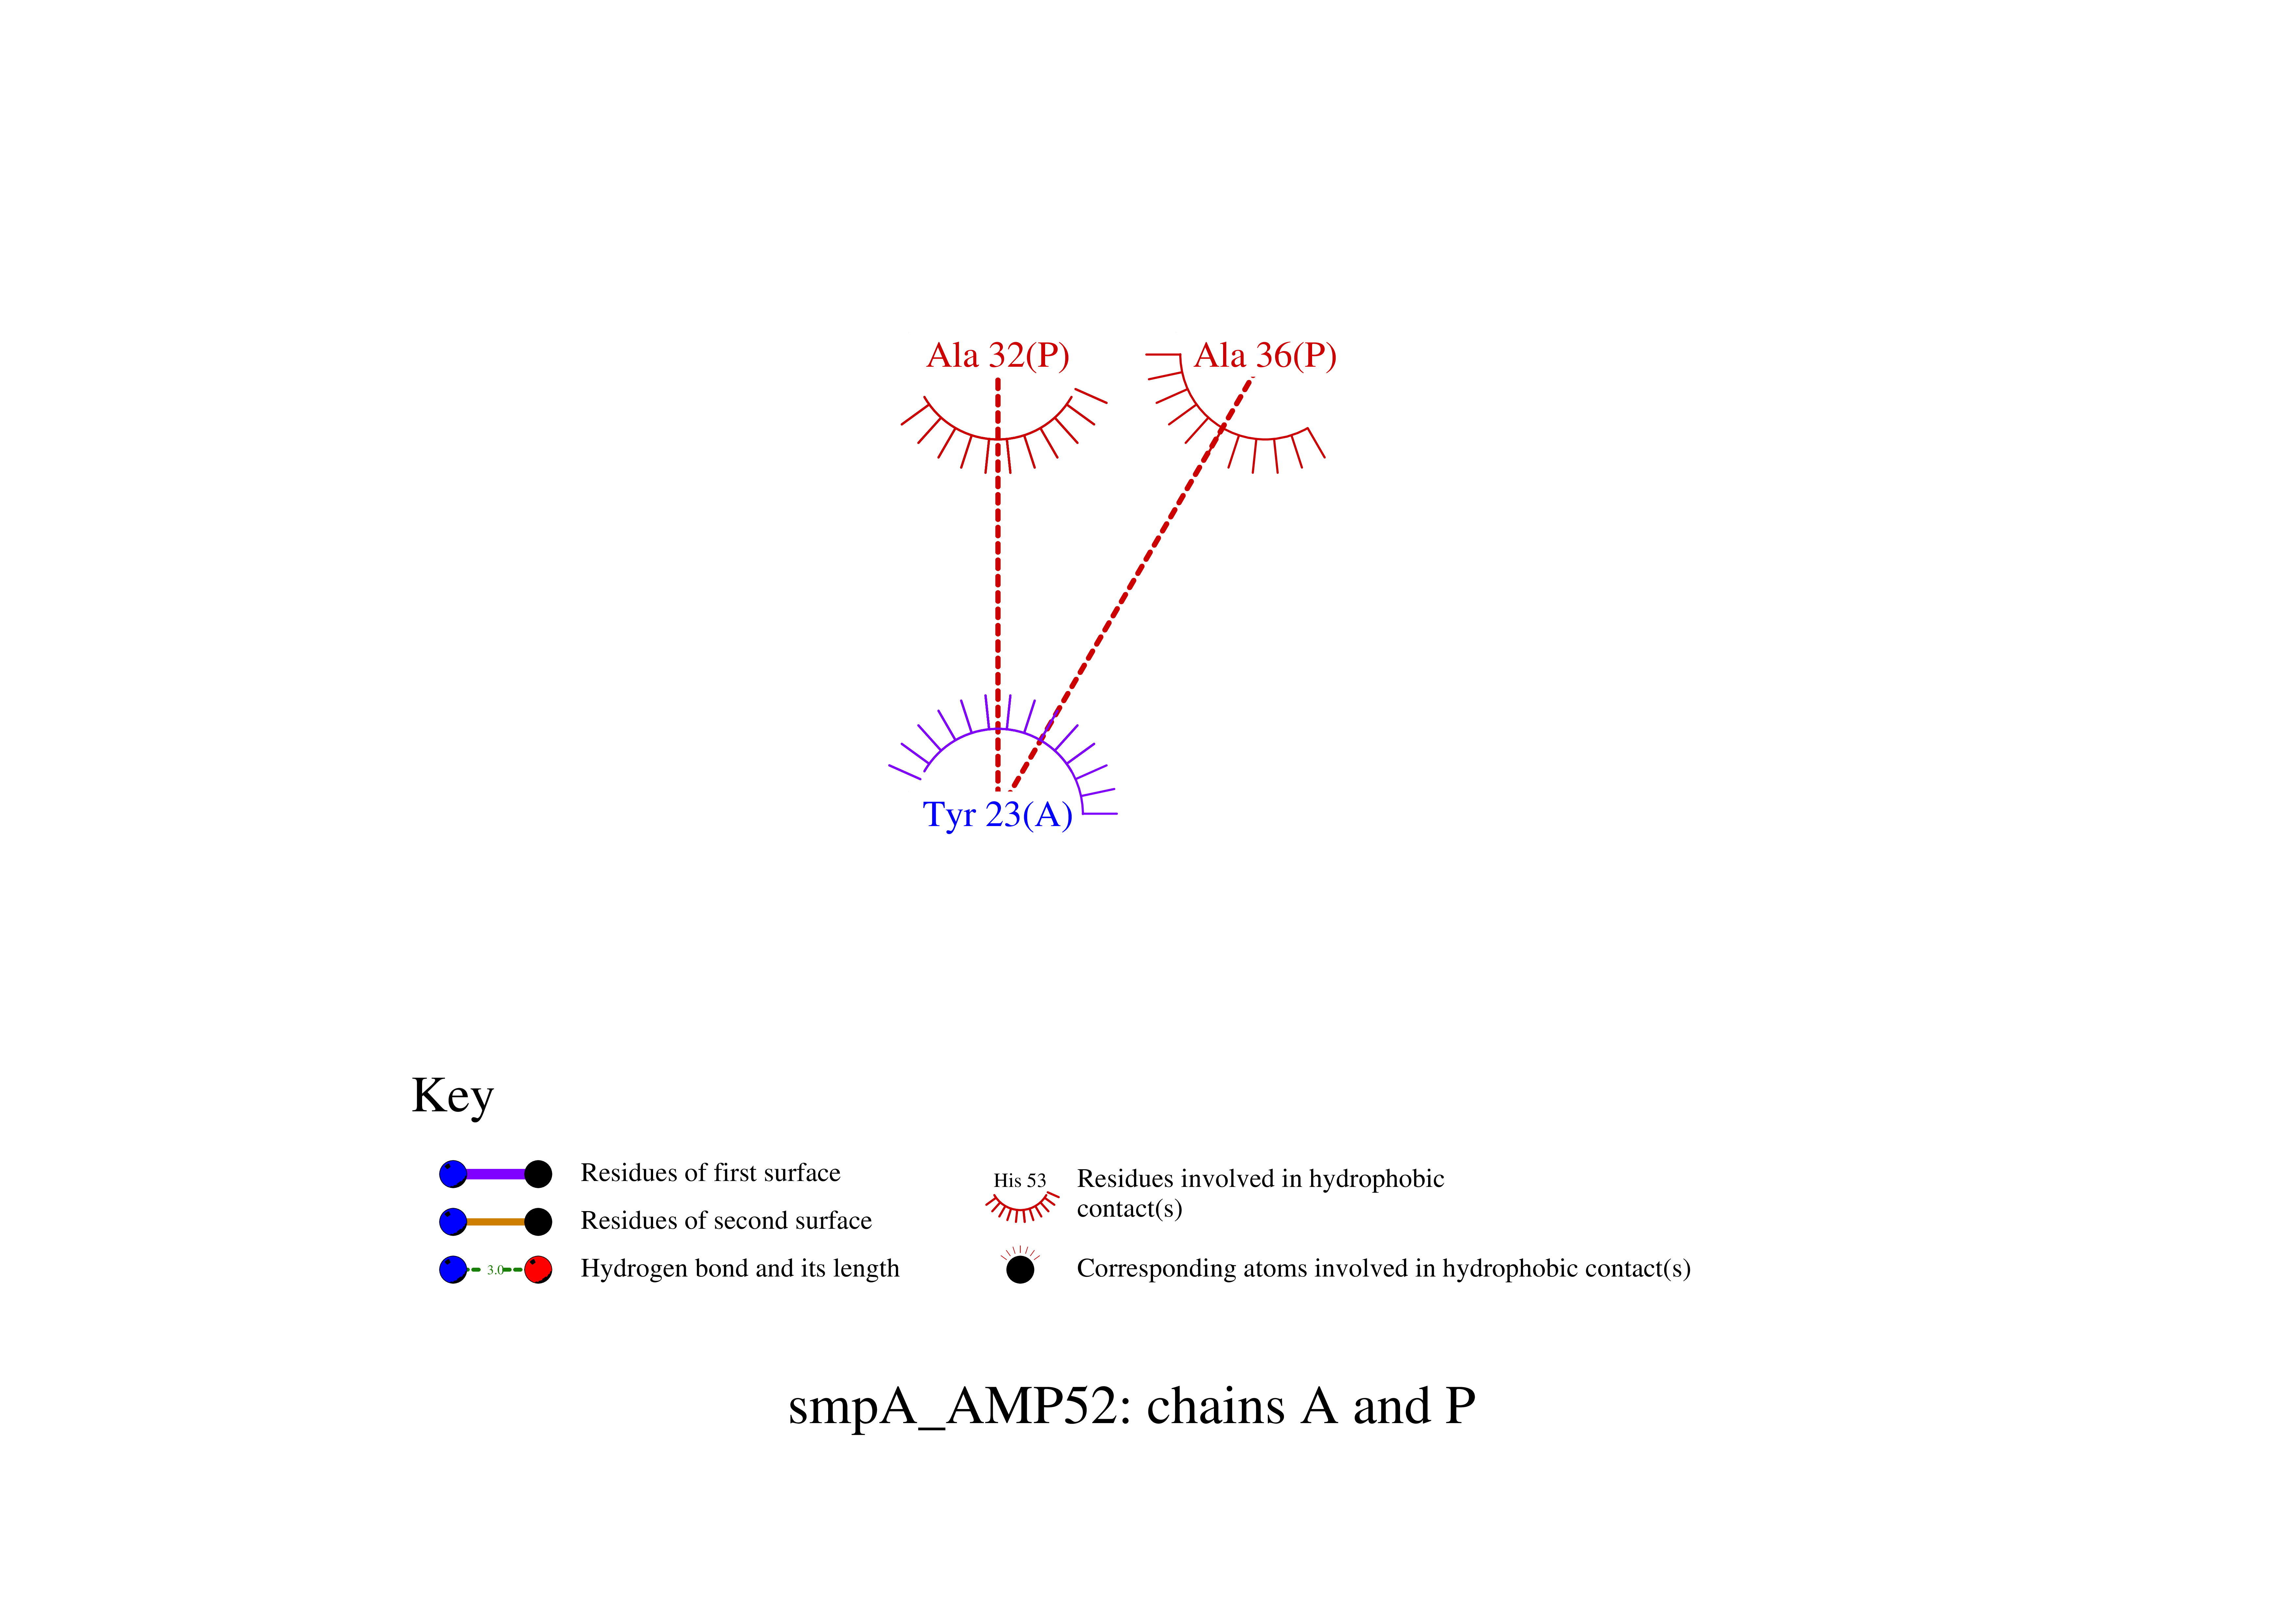 Ala 32(P)
Ala 36(P)
Tyr 23(A)
Key
Residues of first surface
Residues of second surface
3.0
Hydrogen bond and its length
His 53
Residues involved in hydrophobic
contact(s)
Corresponding atoms involved in hydrophobic contact(s)
smpA_AMP52: chains A and P